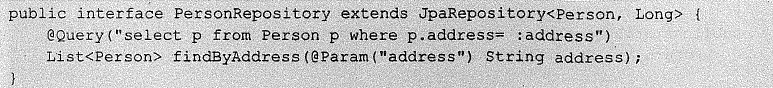 public interface PersonRepository extends JpaRepository<Person, Long> {
    @Query("select p from Person p where p.address= :address")
    List<Person> findByAddress(@Param("address") String address);
}